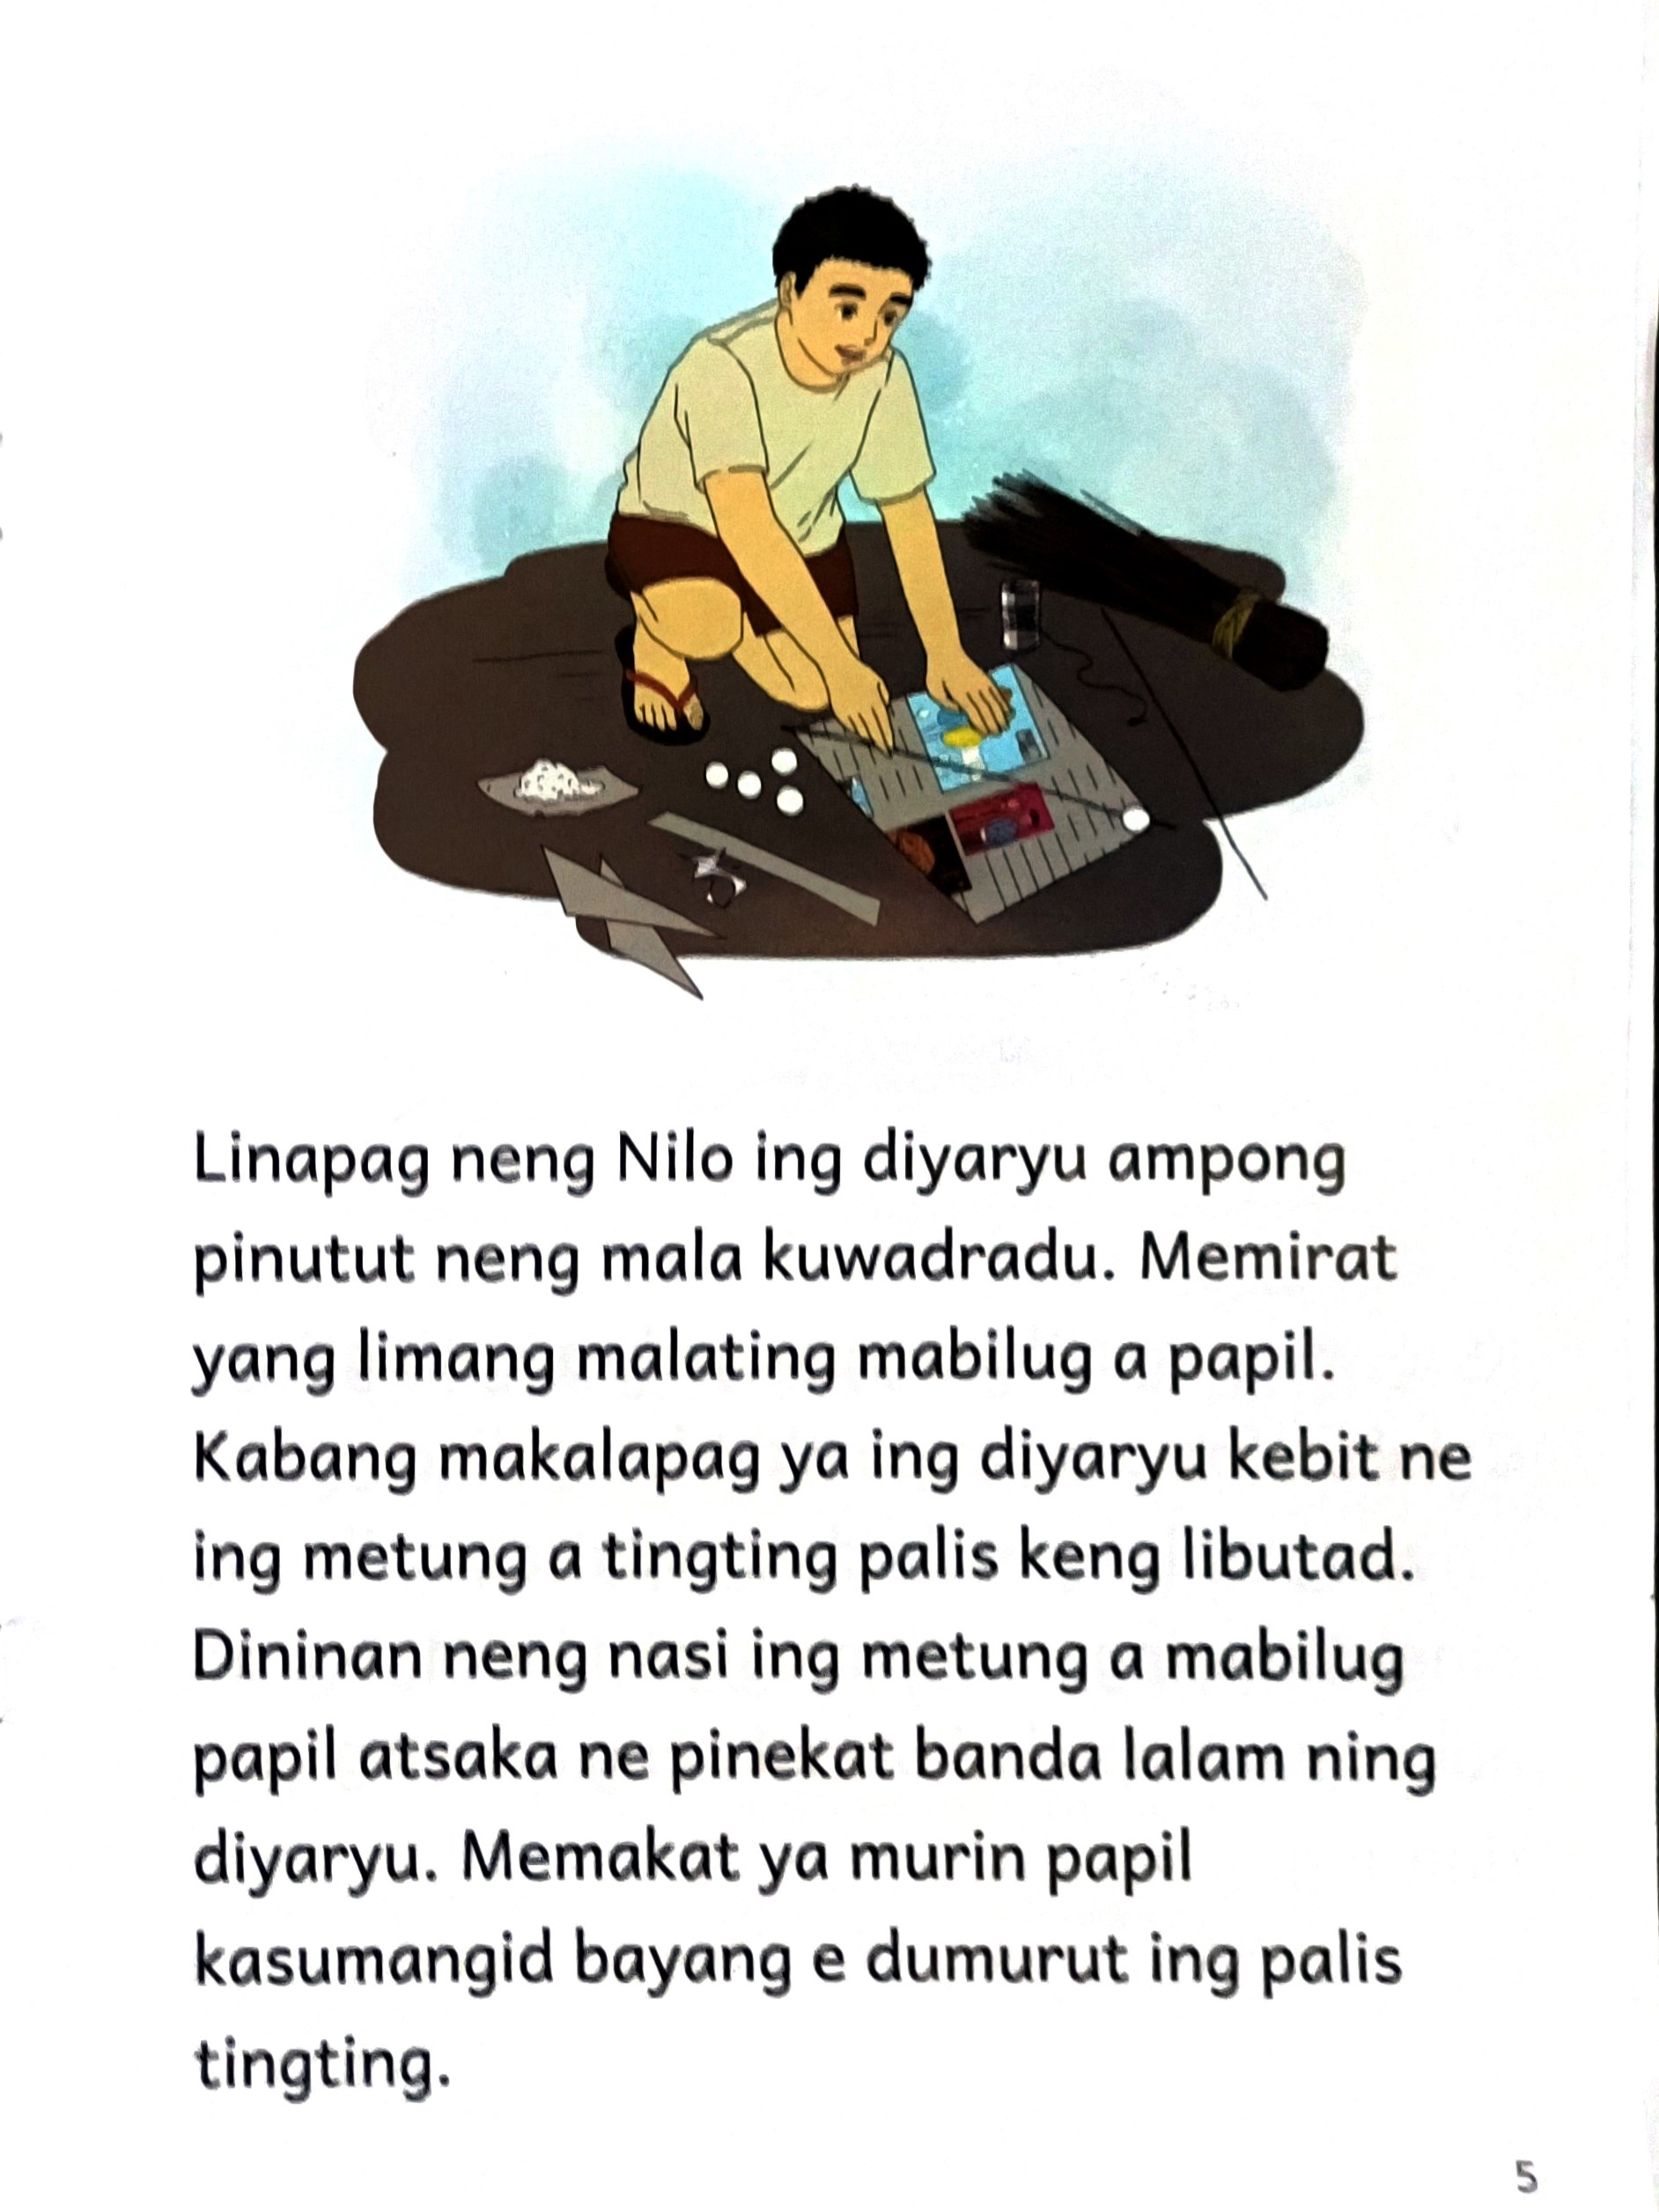 Linapag neng Nilo ing diyaryu ampong
pinutut neng mala kuwadradu. Memirat
yang limang malating mabilug a papil.
Kabang makalapag ya ing diyaryu kebit ne
ing metung a tingting palis keng libutad.
Dininan neng nasi ing metung a mabilug
papil atsaka ne pinekat banda lalam ning
diyaryu. Memakat ya murin papil
kasumangid bayang e dumurut ing palis
tingting.
5